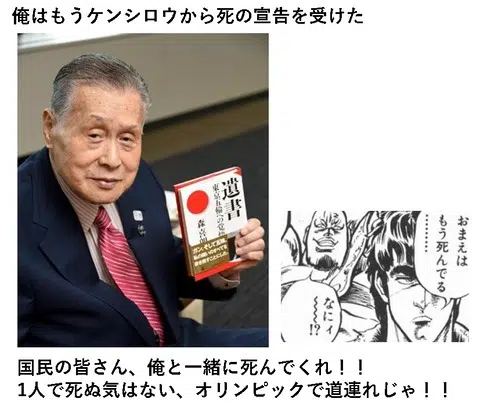 俺はもうケンシロウから死の宣告を受けた
遺書
東京五輪への覚悟
森 喜朗
おまえは
もう死んでる
………
なにィ
〜〜!?
国民の皆さん、俺と一緒に死んでくれ！！
1人で死ぬ気はない、オリンピックで道連れじゃ！！